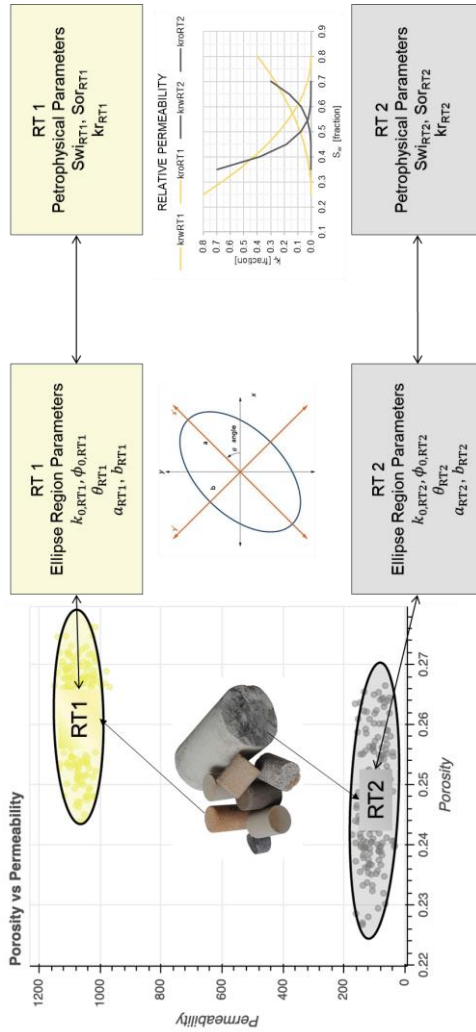 Porosity vs Permeability
1200
1000
800
600
400
200
0
Permeability
0.22
0.23
0.24
0.25
0.26
0.27
Porosity
RT1
RT2
RT 1
Ellipse Region Parameters
k0,RT1, ϕ0,RT1
θRT1
aRT1, bRT1
y
x
y'
x'
a
b
θ angle
RT 2
Ellipse Region Parameters
k0,RT2, ϕ0,RT2
θRT2
aRT2, bRT2
RT 1
Petrophysical Parameters
SwiRT1, SorRT1
krRT1
RELATIVE PERMEABILITY
krwRT1 kroRT1 krwRT2 kroRT2
kr [fraction]
0.8
0.7
0.6
0.5
0.4
0.3
0.2
0.1
0.0
0.1 0.2 0.3 0.4 0.5 0.6 0.7 0.8 0.9
Sw [fraction]
RT 2
Petrophysical Parameters
SwiRT2, SorRT2
krRT2